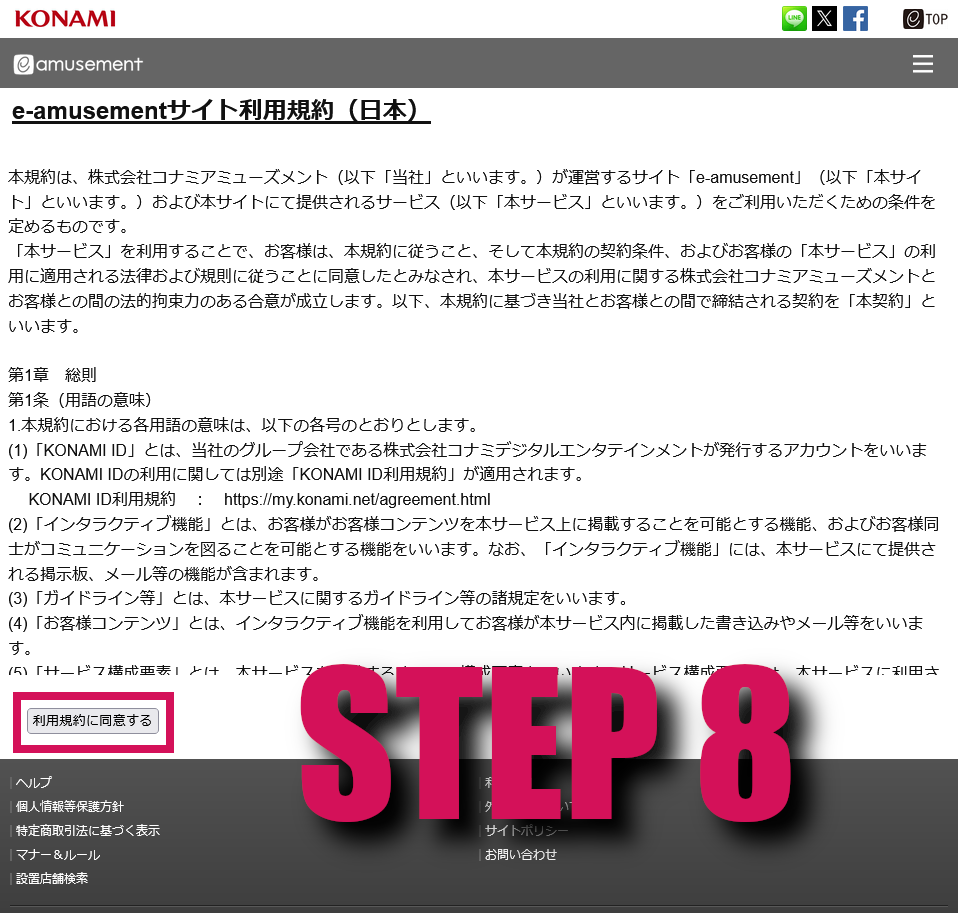 KONAMI
LINE
TOP
amusement
e-amusementサイト利用規約（日本）
本規約は、株式会社コナミアミューズメント（以下「当社」といいます。）が運営するサイト「e-amusement」（以下「本サイ
ト」といいます。）および本サイトにて提供されるサービス（以下「本サービス」といいます。）をご利用いただくための条件を
定めるものです。
「本サービス」を利用することで、お客様は、本規約に従うこと、そして本規約の契約条件、およびお客様の「本サービス」の利
用に適用される法律および規則に従うことに同意したとみなされ、本サービスの利用に関する株式会社コナミアミューズメントと
お客様との間の法的拘束力のある合意が成立します。以下、本規約に基づき当社とお客様との間で締結される契約を「本契約」と
いいます。
第1章　総則
第1条（用語の意味）
1.本規約における各用語の意味は、以下の各号のとおりとします。
(1)「KONAMI ID」とは、当社のグループ会社である株式会社コナミデジタルエンタテインメントが発行するアカウントをいいま
す。KONAMI IDの利用に関しては別途「KONAMI ID利用規約」が適用されます。
KONAMI ID利用規約　：　https://my.konami.net/agreement.html
(2)「インタラクティブ機能」とは、お客様がお客様コンテンツを本サービス上に掲載することを可能とする機能、およびお客様同
士がコミュニケーションを図ることを可能とする機能をいいます。なお、「インタラクティブ機能」には、本サービスにて提供さ
れる掲示板、メール等の機能が含まれます。
(3)「ガイドライン等」とは、本サービスに関するガイドライン等の諸規定をいいます。
(4)「お客様コンテンツ」とは、インタラクティブ機能を利用してお客様が本サービス内に掲載した書き込みやメール等をいいま
す。
(5)「サービス構成要素」とは、本サービス
本サービスに利用さ
利用規約に同意する
STEP 8
ヘルプ
個人情報等保護方針
特定商取引法に基づく表示
マナー＆ルール
設置店舗検索
サイトポリシー
お問い合わせ